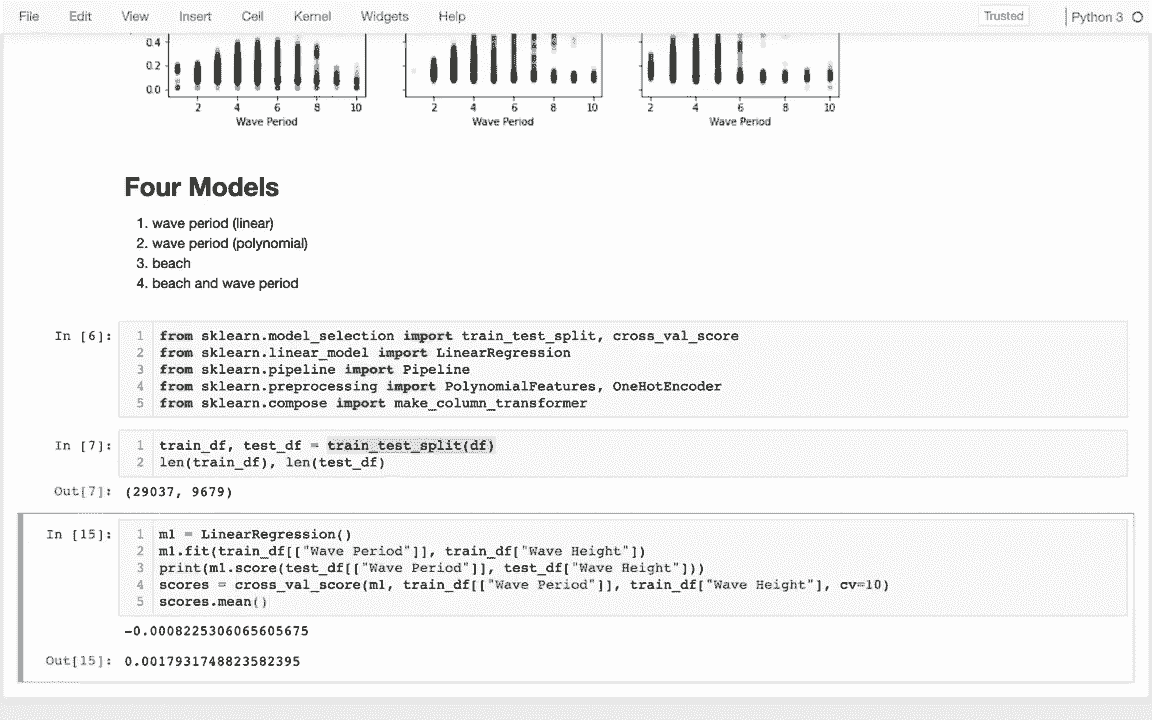 File Edit View Insert Cell Kernel Widgets Help Trusted Python 3
0.4
0.2
0.0
2 4 6 8 10 2 4 6 8 10 2 4 6 8 10
Wave Period Wave Period Wave Period
Four Models
1. wave period (linear)
2. wave period (polynomial)
3. beach
4. beach and wave period
In [6]: 1 from sklearn.model_selection import train_test_split, cross_val_score
2 from sklearn.linear_model import LinearRegression
3 from sklearn.pipeline import Pipeline
4 from sklearn.preprocessing import PolynomialFeatures, OneHotEncoder
5 from sklearn.compose import make_column_transformer
In [7]: 1 train_df, test_df = train_test_split(df)
2 len(train_df), len(test_df)
Out[7]: (29037, 9679)
In [15]: 1 m1 = LinearRegression()
2 m1.fit(train_df[["Wave Period"]], train_df["Wave Height"])
3 print(m1.score(test_df[["Wave Period"]], test_df["Wave Height"]))
4 scores = cross_val_score(m1, train_df[["Wave Period"]], train_df["Wave Height"], cv=10)
5 scores.mean()
-0.0008225306065605675
Out[15]: 0.0017931748823582395